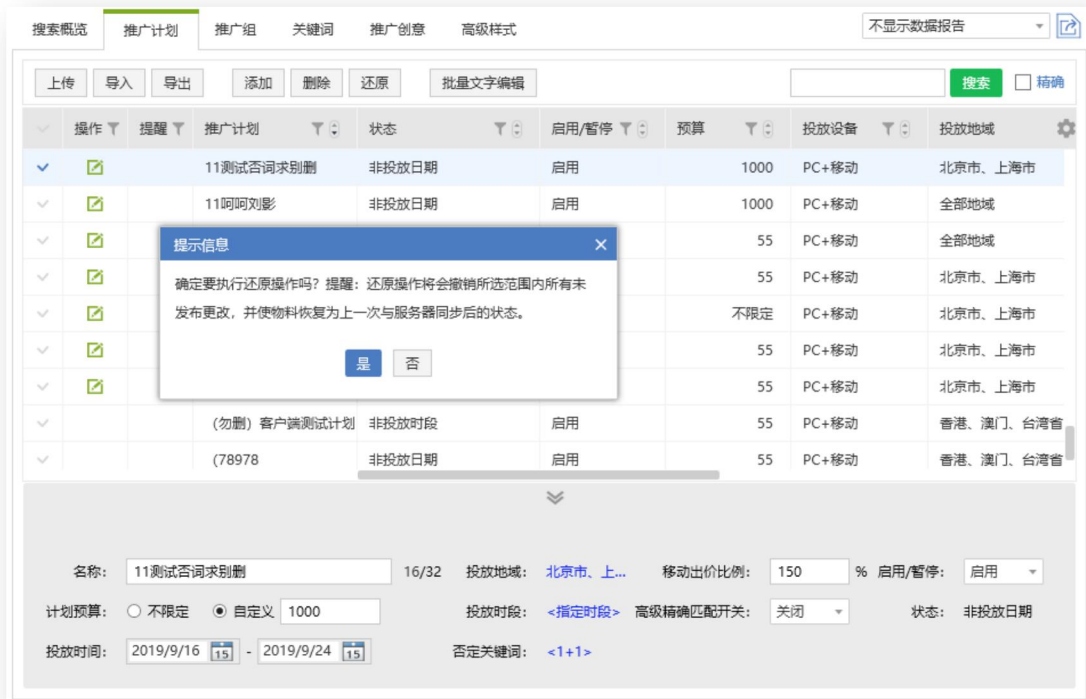 搜索概览 推广计划 推广组 关键词 推广创意 高级样式 不显示数据报告
上传 导入 导出 添加 删除 还原 批量文字编辑 搜索 精确
操作 提醒 推广计划 状态 启用/暂停 预算 投放设备 投放地域
11测试否词求别删 非投放日期 启用 1000 PC+移动 北京市、上海市
11呵呵刘影 非投放日期 启用 1000 PC+移动 全部地域
55 PC+移动 全部地域
55 PC+移动 北京市、上海市
不限定 PC+移动 北京市、上海市
55 PC+移动 北京市、上海市
55 PC+移动 北京市、上海市
(勿删) 客户端测试计划 非投放时段 启用 55 PC+移动 香港、澳门、台湾省
(78978 非投放日期 启用 55 PC+移动 香港、澳门、台湾省
提示信息
确定要执行还原操作吗？提醒：还原操作将会撤销所选范围内所有未
发布更改，并使物料恢复为上一次与服务器同步后的状态。
是 否
名称： 11测试否词求别删 16/32 投放地域： 北京市、上... 移动出价比例： 150 % 启用/暂停： 启用
计划预算： 不限定 自定义 1000 投放时段： <指定时段> 高级精确匹配开关： 关闭 状态： 非投放日期
投放时间： 2019/9/16 15 - 2019/9/24 15 否定关键词： <1+1>